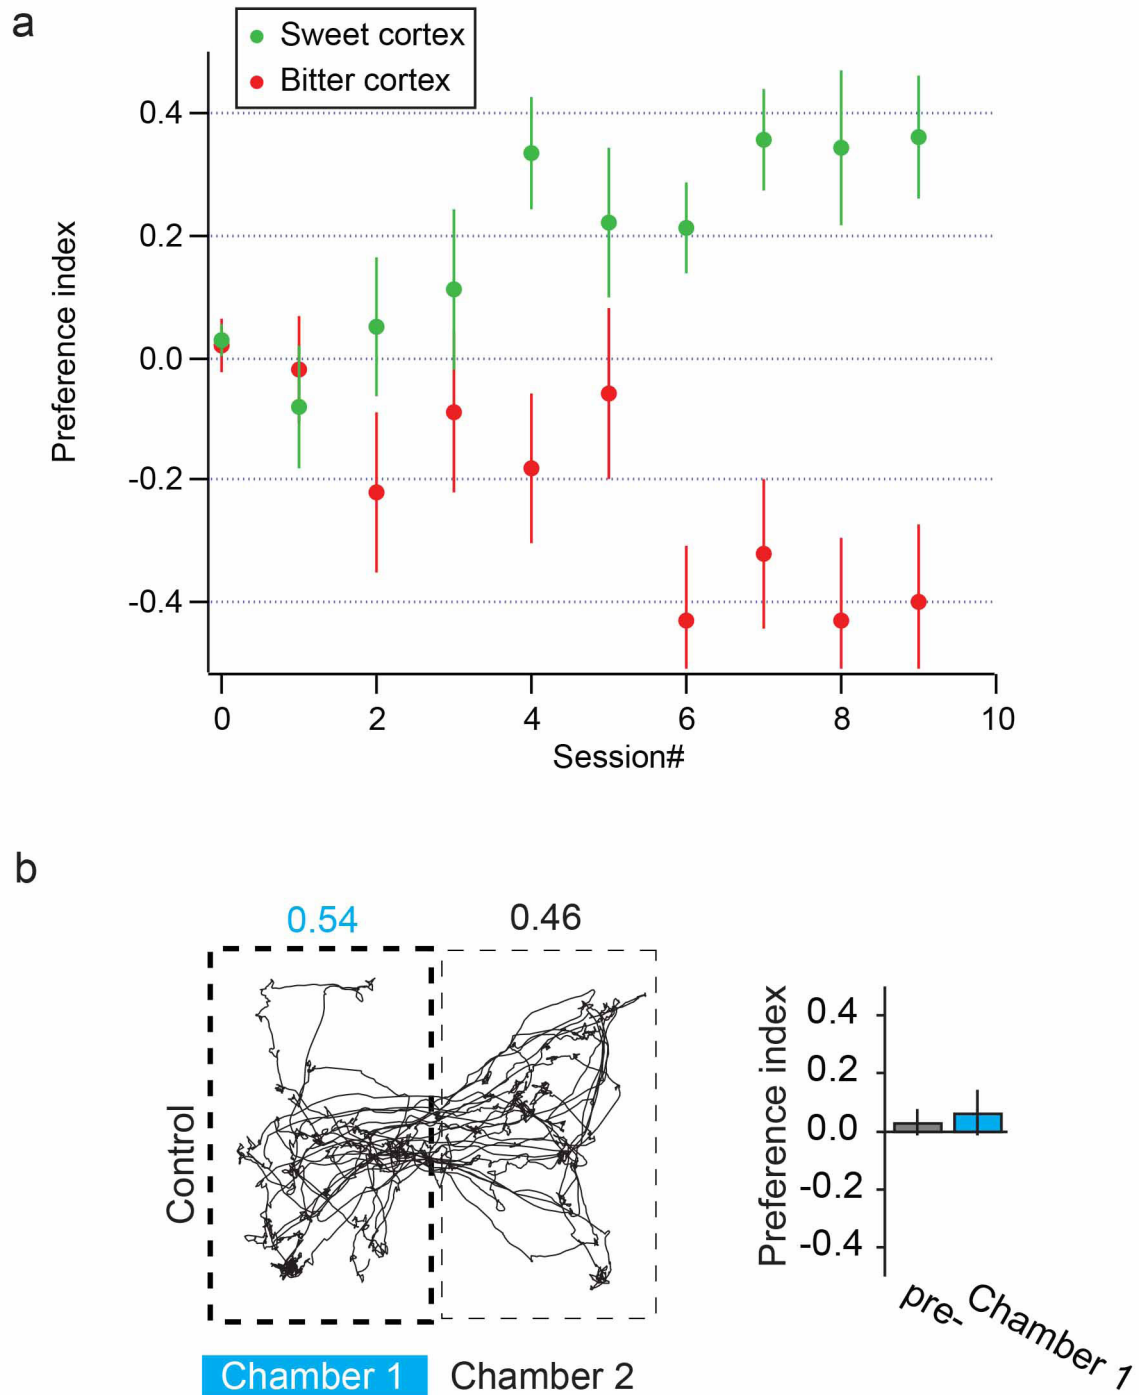 a
Sweet cortex
Bitter cortex
0.4
0.2
0.0
-0.2
-0.4
Preference index
0 2 4 6 8 10
Session#
b
0.54 0.46
Control
Chamber 1 Chamber 2
Preference index
0.4
0.2
0.0
-0.2
-0.4
pre- Chamber 1